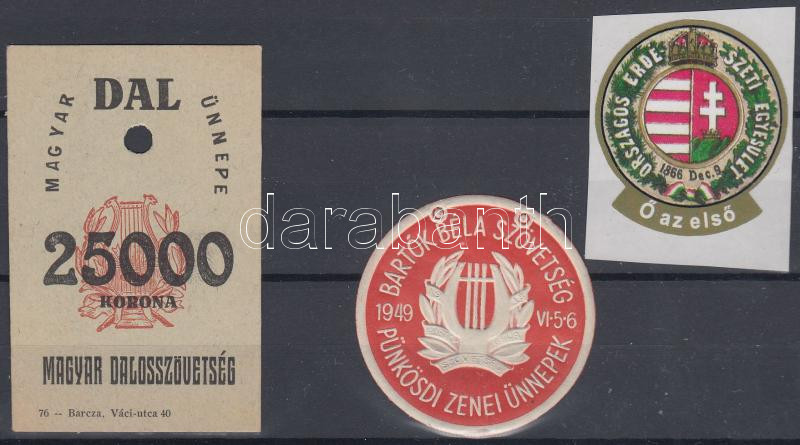 MAGYAR DAL ÜNNEPE
25000
KORONA
MAGYAR DALOSSZÖVETSÉG
76 -- Barcza, Váci-utca 40
BARTÓK BÉLA SZÖVETSÉG
1949 VI·5-6
PÜNKÖSDI ZENEI ÜNNEPEK
ORSZÁGOS ERDÉSZETI EGYESÜLET
1866 Dec. 9.
Ő az első
darabanth